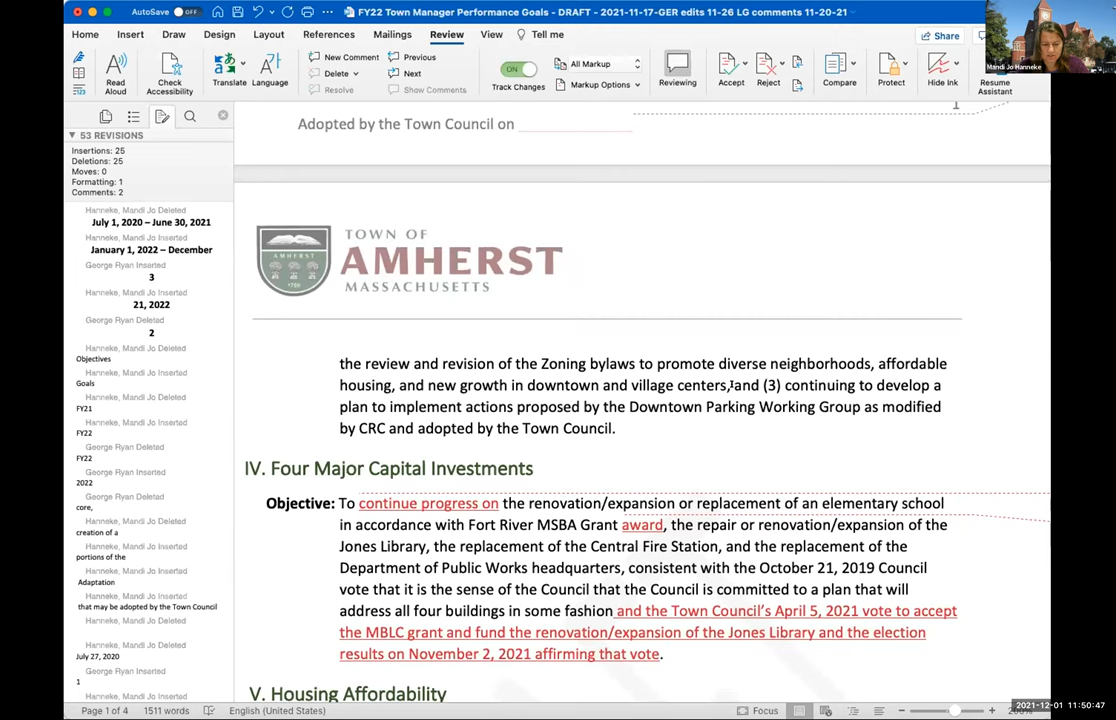 AutoSave OFF FY22 Town Manager Performance Goals - DRAFT - 2021-11-17-GER edits 11-26 LG comments 11-20-21
Home Insert Draw Design Layout References Mailings Review View Tell me Share
Mandi Jo Hanneke
Read Aloud
Check Accessibility
Translate
Language
New Comment
Delete
Resolve
Previous
Next
Show Comments
ON
Track Changes
All Markup
Markup Options
Reviewing
Accept
Reject
Compare
Protect
Hide Ink
Resume Assistant
53 REVISIONS
Insertions: 25
Deletions: 25
Moves: 0
Formatting: 1
Comments: 2
Hanneke, Mandi Jo Deleted
July 1, 2020 – June 30, 2021
Hanneke, Mandi Jo Inserted
January 1, 2022 – December
George Ryan Inserted
3
Hanneke, Mandi Jo Inserted
21, 2022
George Ryan Deleted
2
Hanneke, Mandi Jo Deleted
Objectives
Hanneke, Mandi Jo Inserted
Goals
Hanneke, Mandi Jo Deleted
FY21
Hanneke, Mandi Jo Inserted
FY22
George Ryan Deleted
FY22
George Ryan Inserted
2022
George Ryan Deleted
core,
Hanneke, Mandi Jo Deleted
creation of a
Hanneke, Mandi Jo Inserted
portions of the
Hanneke, Mandi Jo Inserted
Adaptation
Hanneke, Mandi Jo Inserted
that may be adopted by the Town Council
Hanneke, Mandi Jo Deleted
Hanneke, Mandi Jo Deleted
July 27, 2020
George Ryan Inserted
1
Hanneke, Mandi Jo Inserted
Adopted by the Town Council on
1
TOWN OF
AMHERST
MASSACHUSETTS
AMHERST
the review and revision of the Zoning bylaws to promote diverse neighborhoods, affordable
housing, and new growth in downtown and village centers, and (3) continuing to develop a
plan to implement actions proposed by the Downtown Parking Working Group as modified
by CRC and adopted by the Town Council.
IV. Four Major Capital Investments
Objective: To continue progress on the renovation/expansion or replacement of an elementary school
in accordance with Fort River MSBA Grant award, the repair or renovation/expansion of the
Jones Library, the replacement of the Central Fire Station, and the replacement of the
Department of Public Works headquarters, consistent with the October 21, 2019 Council
vote that it is the sense of the Council that the Council is committed to a plan that will
address all four buildings in some fashion and the Town Council's April 5, 2021 vote to accept
the MBLC grant and fund the renovation/expansion of the Jones Library and the election
results on November 2, 2021 affirming that vote.
V. Housing Affordability
Page 1 of 4 1511 words English (United States) Focus
2021-12-01 11:50:47